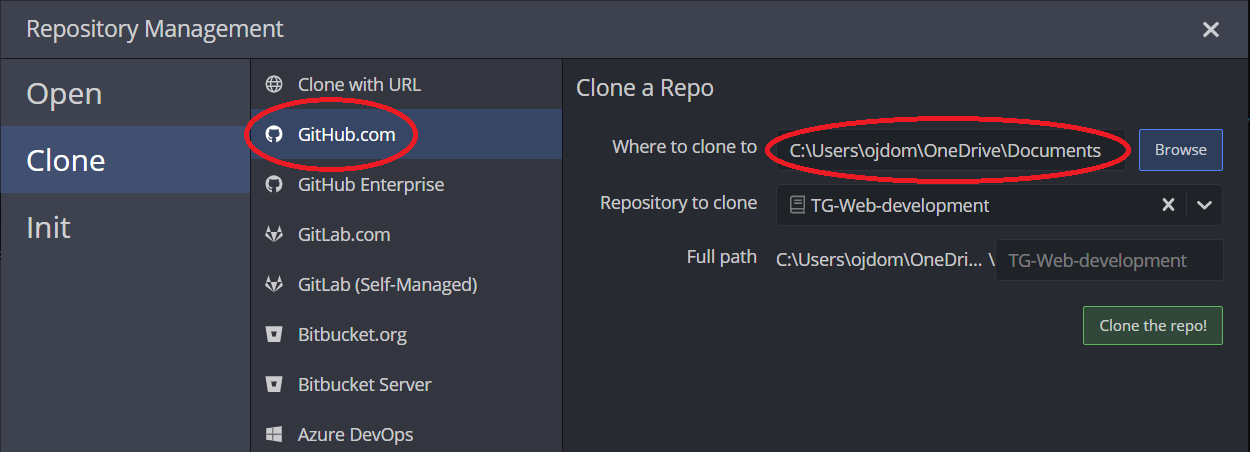 Repository Management
Open
Clone
Init
Clone with URL
GitHub.com
GitHub Enterprise
GitLab.com
GitLab (Self-Managed)
Bitbucket.org
Bitbucket Server
Azure DevOps
Clone a Repo
Where to clone to C:\Users\ojdom\OneDrive\Documents Browse
Repository to clone TG-Web-development
Full path C:\Users\ojdom\OneDri... \ TG-Web-development
Clone the repo!